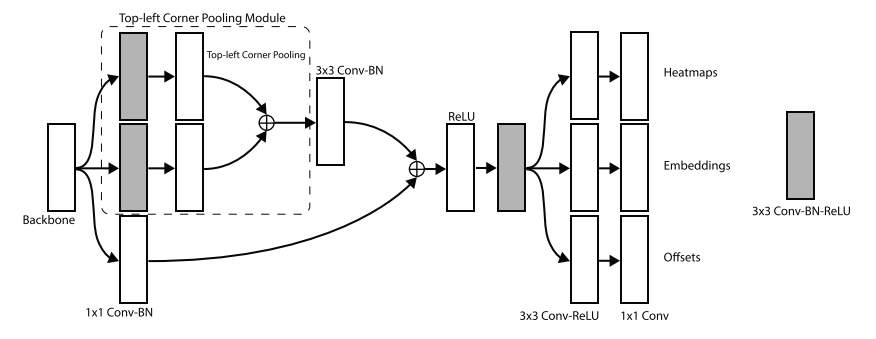 Top-left Corner Pooling Module
Top-left Corner Pooling
3x3 Conv-BN
Heatmaps
ReLU
Embeddings
Backbone
3x3 Conv-BN-ReLU
Offsets
1x1 Conv-BN
3x3 Conv-ReLU
1x1 Conv